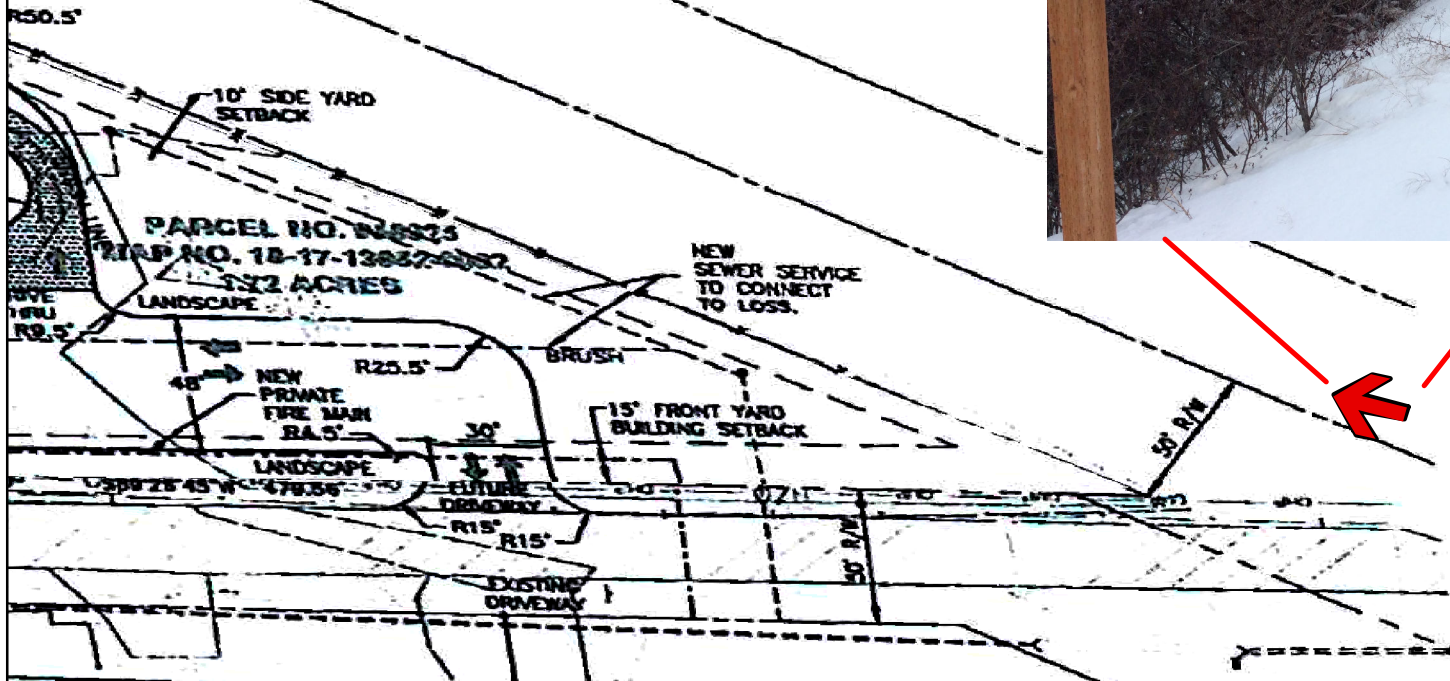 R50.5'
10' SIDE YARD
SETBACK
PARCEL NO.
MAP NO. 18-17-
ACRES
LANDSCAPE
R9.5'
NEW
SEWER SERVICE
TO CONNECT
TO LOSS.
BRUSH
R25.5'
48'
NEW
PRIVATE
FIRE MAIN
R4.5'
30'
15' FRONT YARD
BUILDING SETBACK
50' R/W
LANDSCAPE
FUTURE
DRIVEWAY
R15'
R15'
50' R/W
EXISTING
DRIVEWAY